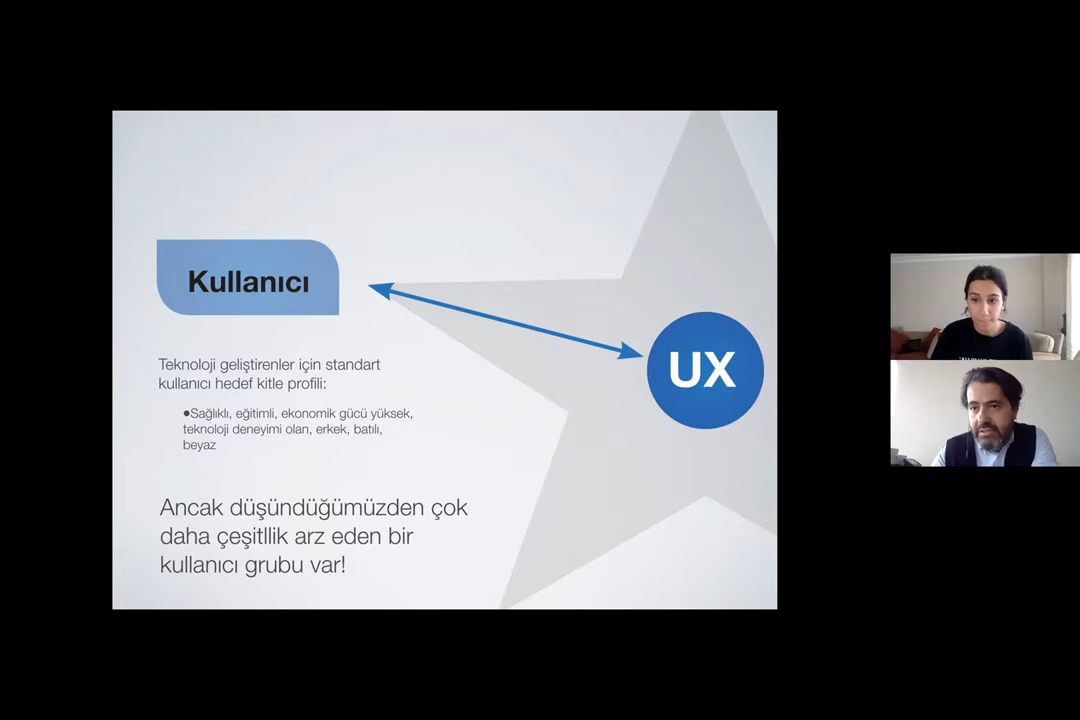 Kullanıcı
UX
Teknoloji geliştirenler için standart
kullanıcı hedef kitle profili:
●Sağlıklı, eğitimli, ekonomik gücü yüksek,
teknoloji deneyimi olan, erkek, batılı,
beyaz
Ancak düşündüğümüzden çok
daha çeşitllik arz eden bir
kullanıcı grubu var!